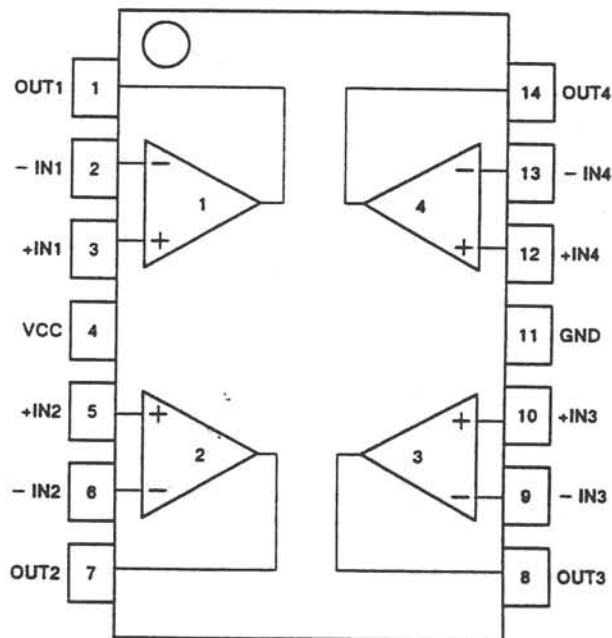 OUT1 1 14 OUT4
- IN1 2 - - 13 - IN4
1 4
+IN1 3 + + 12 +IN4
VCC 4 11 GND
+IN2 5 + + 10 +IN3
2 3
- IN2 6 - - 9 - IN3
OUT2 7 8 OUT3